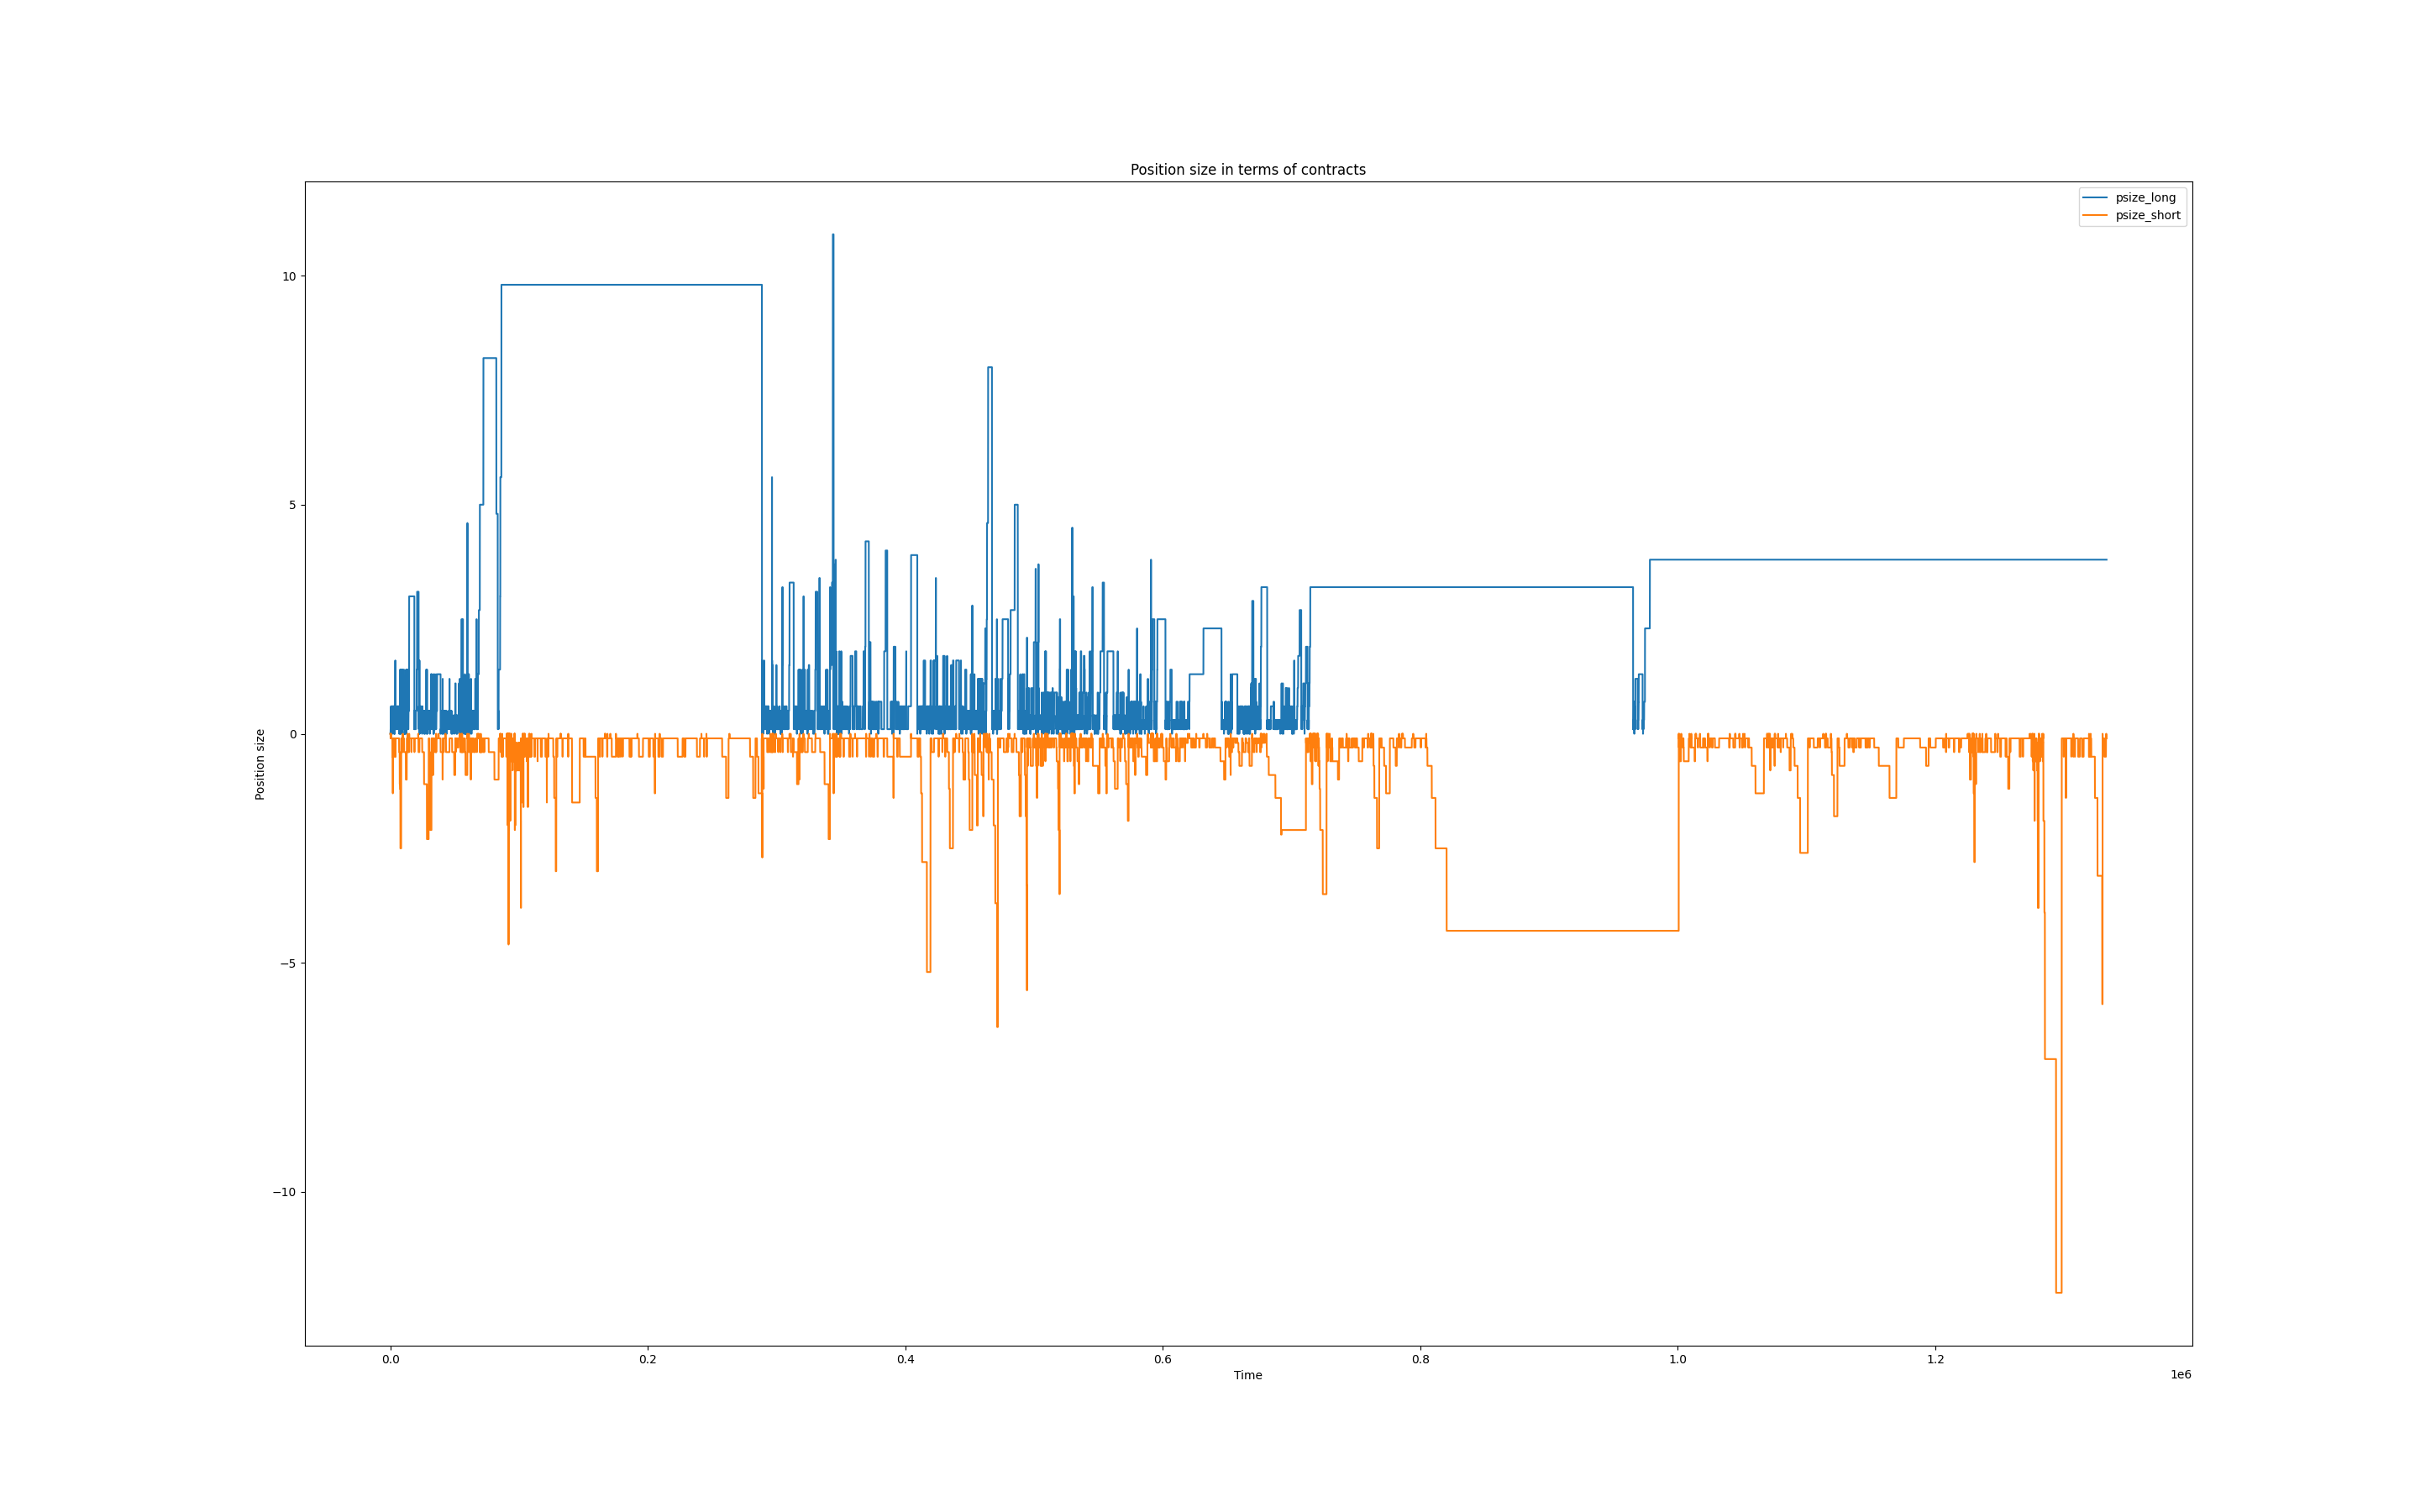 Position size in terms of contracts
psize_long
psize_short
10
5
0
−5
−10
Position size
0.0 0.2 0.4 0.6 0.8 1.0 1.2
Time
1e6